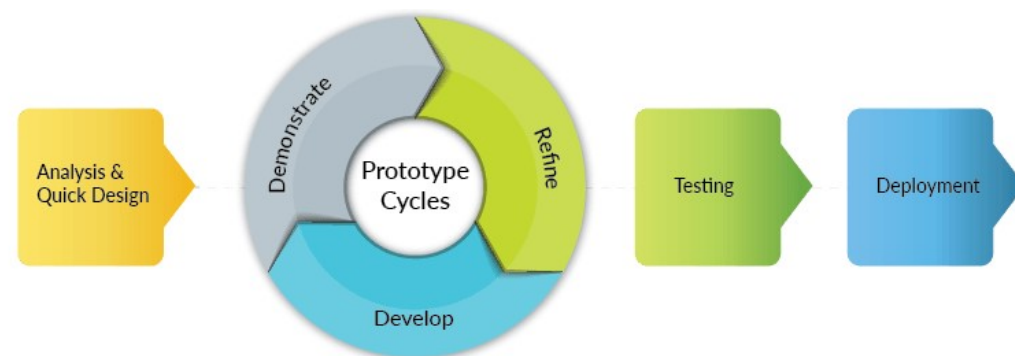 Analysis &
Quick Design
Demonstrate
Refine
Prototype
Cycles
Develop
Testing
Deployment